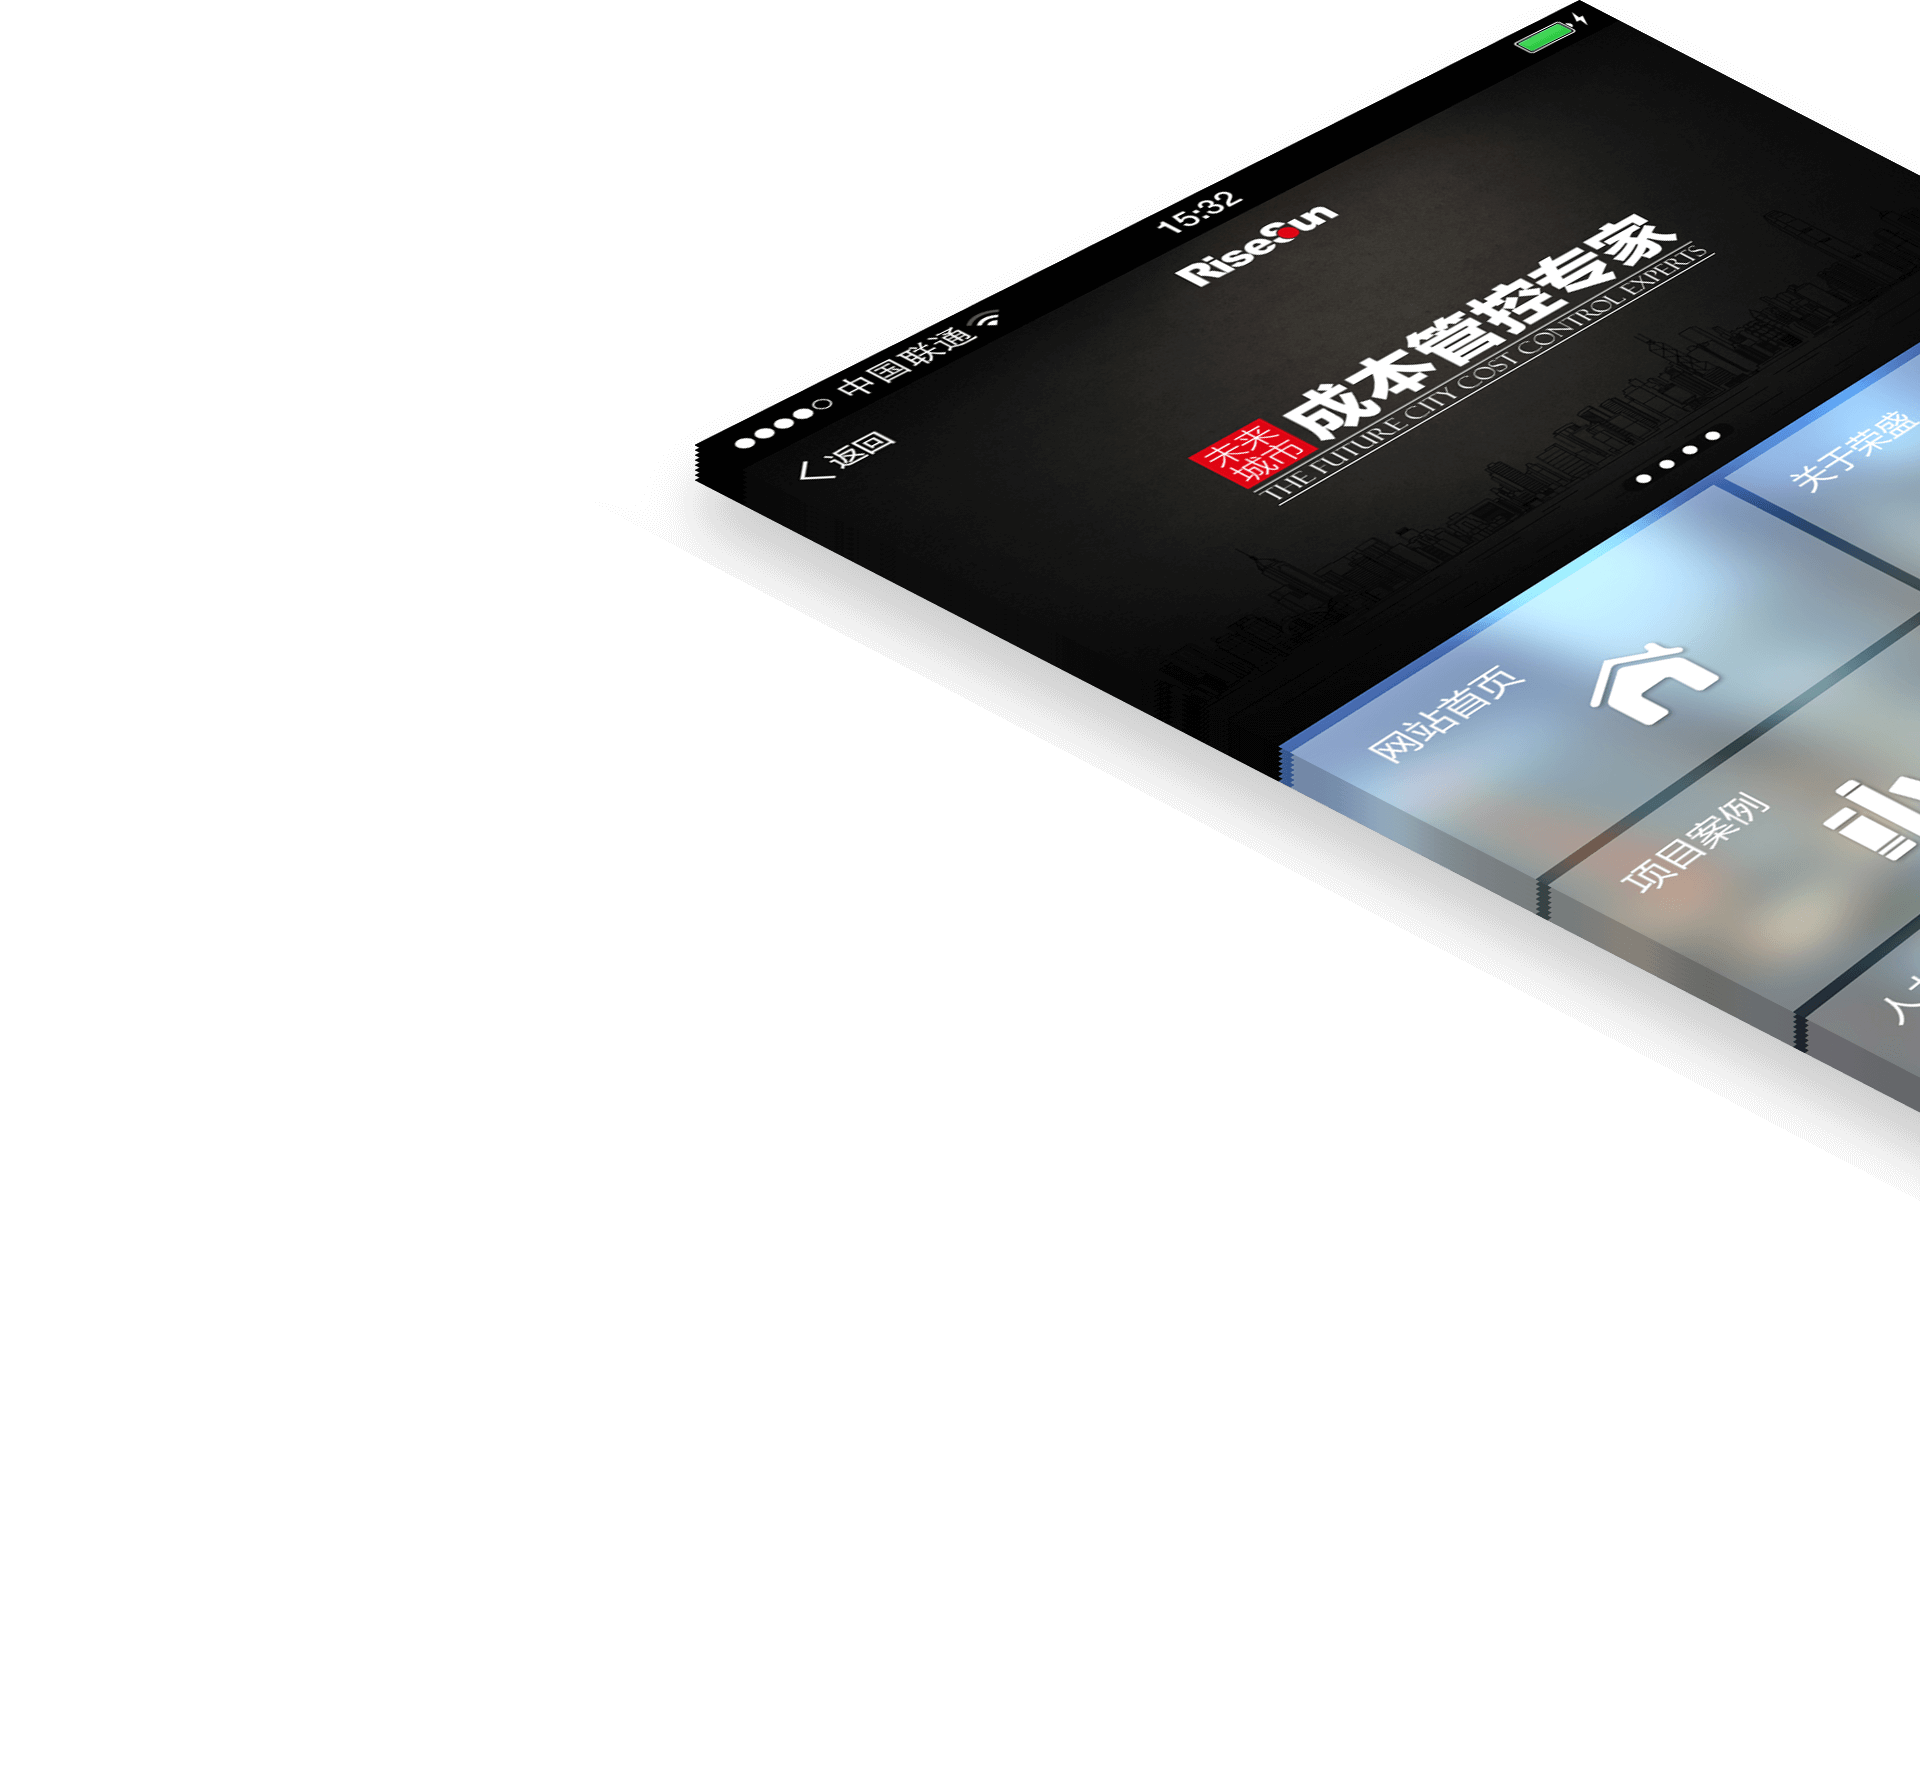 中国联通
15:32
返回
RiseSun
未来
城市
成本管控专家
THE FUTURE CITY COST CONTROL EXPERTS
网站首页
关于荣盛
项目案例
人